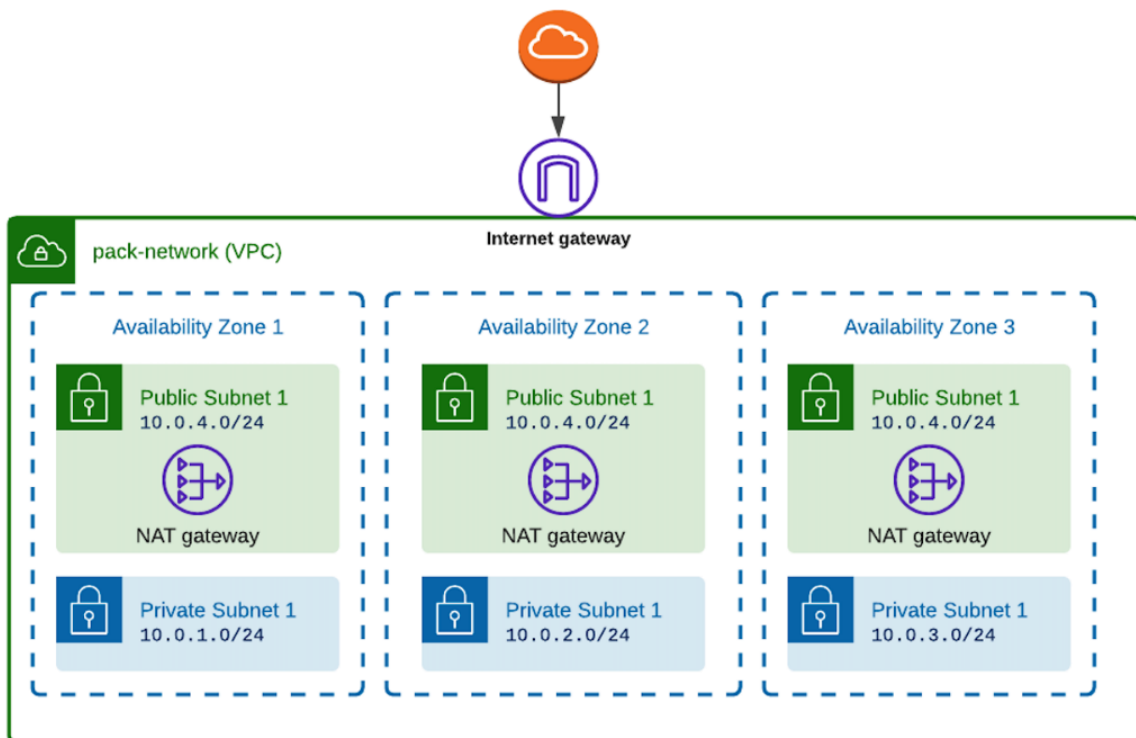 Internet gateway
pack-network (VPC)
Availability Zone 1
Public Subnet 1
10.0.4.0/24
NAT gateway
Private Subnet 1
10.0.1.0/24
Availability Zone 2
Public Subnet 1
10.0.4.0/24
NAT gateway
Private Subnet 1
10.0.2.0/24
Availability Zone 3
Public Subnet 1
10.0.4.0/24
NAT gateway
Private Subnet 1
10.0.3.0/24